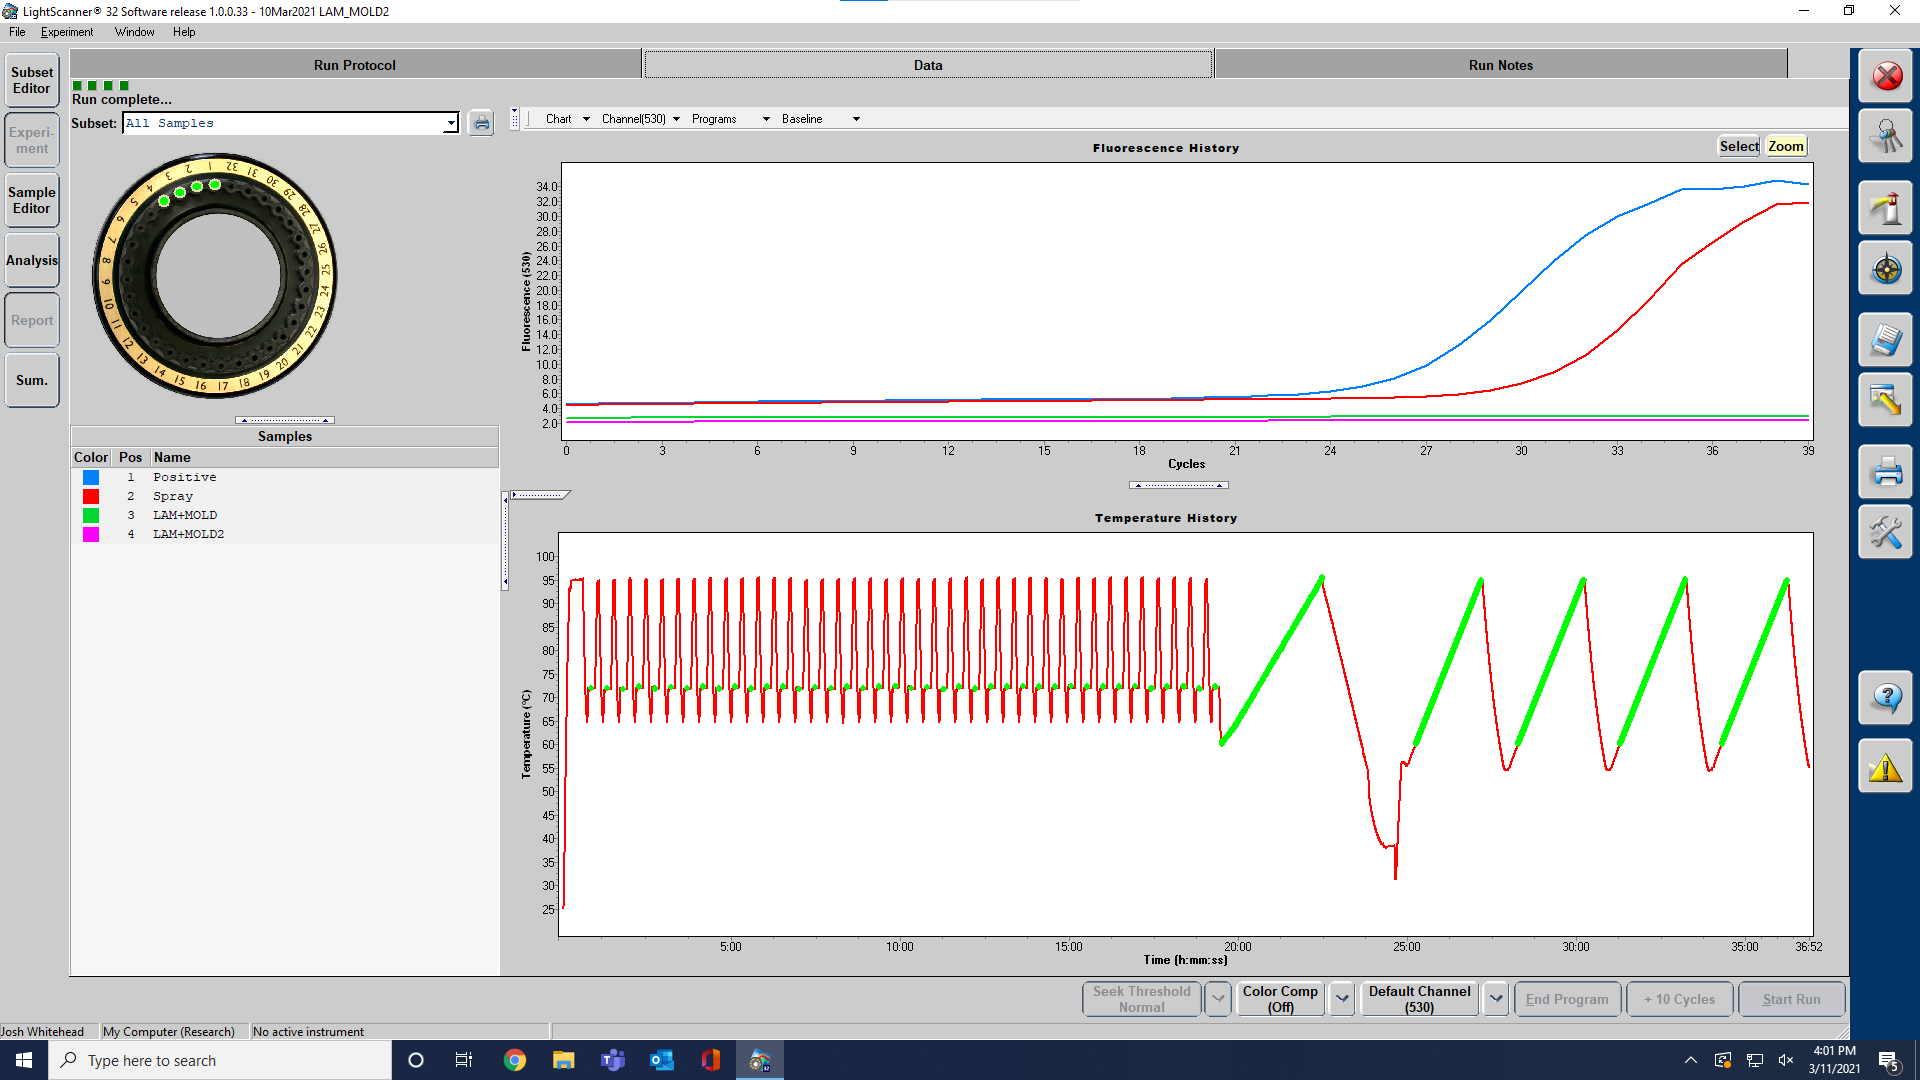 LightScanner® 32 Software release 1.0.0.33 - 10Mar2021 LAM_MOLD2
File Experiment Window Help
Run Protocol Data Run Notes
Subset Editor
Experi-ment
Sample Editor
Analysis
Report
Sum.
Run complete...
Subset: All Samples
Chart Channel(530) Programs Baseline
1 2 3 4 5 6 7 8 9 10 11 12 13 14 15 16 17 18 19 20 21 22 23 24 25 26 27 28 29 30 31 32
Samples
Color Pos Name
1 Positive
2 Spray
3 LAM+MOLD
4 LAM+MOLD2
Fluorescence History
Select Zoom
Fluorescence (530)
34.0
32.0
30.0
28.0
26.0
24.0
22.0
20.0
18.0
16.0
14.0
12.0
10.0
8.0
6.0
4.0
2.0
0 3 6 9 12 15 18 21 24 27 30 33 36 39
Cycles
Temperature History
Temperature (°C)
100
95
90
85
80
75
70
65
60
55
50
45
40
35
30
25
5:00 10:00 15:00 20:00 25:00 30:00 35:00 36:52
Time (h:mm:ss)
Seek Threshold Normal
Color Comp (Off)
Default Channel (530)
End Program
+ 10 Cycles
Start Run
Josh Whitehead My Computer (Research) No active instrument
Type here to search
4:01 PM
3/11/2021
5